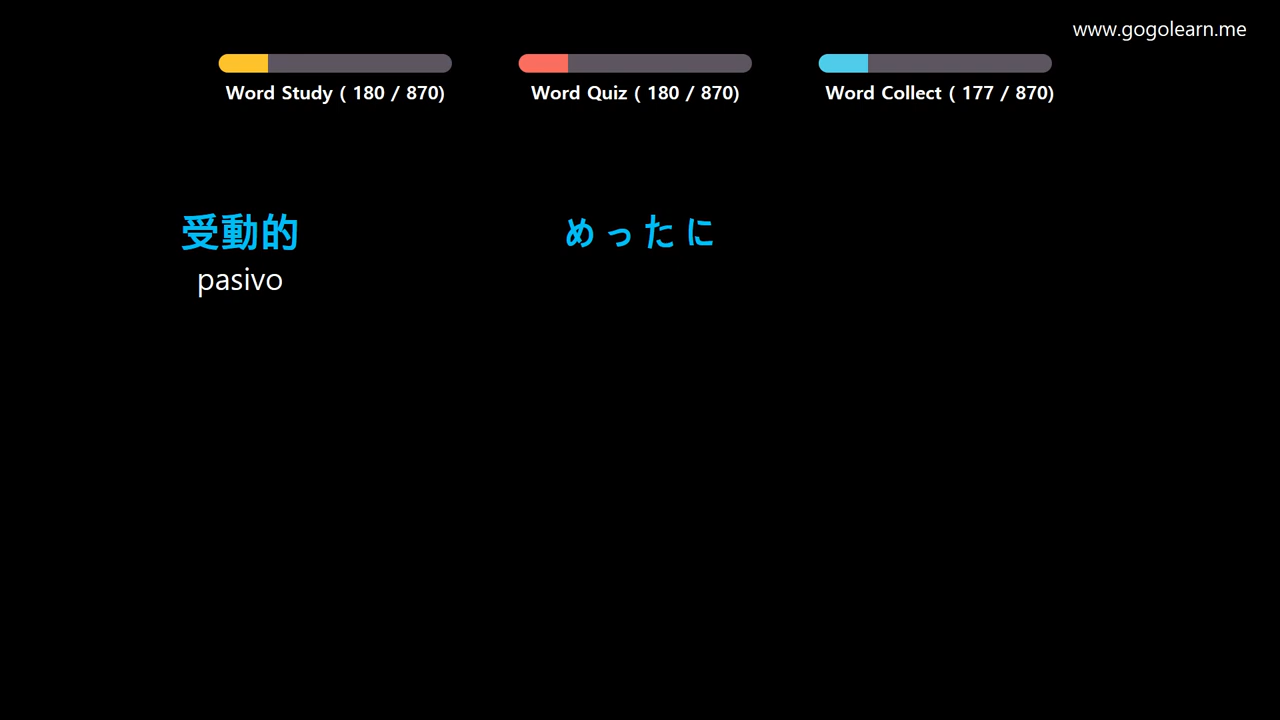 www.gogolearn.me
Word Study ( 180 / 870)
Word Quiz ( 180 / 870)
Word Collect ( 177 / 870)
受動的
めったに
pasivo